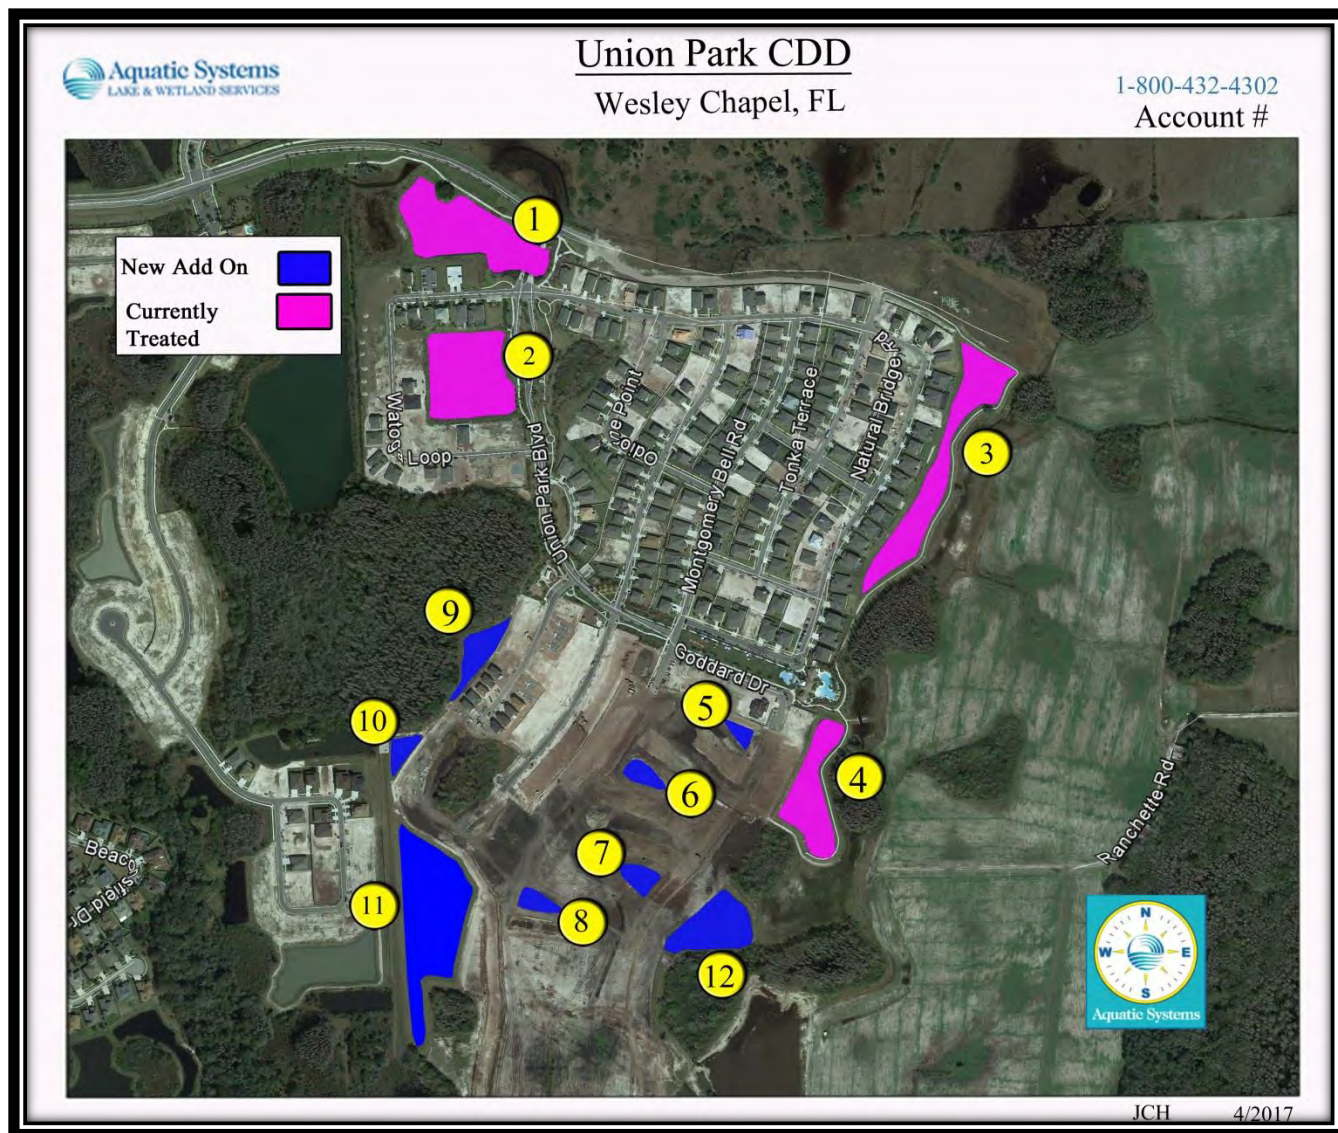 Aquatic Systems
LAKE & WETLAND SERVICES
Union Park CDD
Wesley Chapel, FL
1-800-432-4302
Account #
New Add On
Currently
Treated
1
2
3
4
5
6
7
8
9
10
11
12
Loop
Union Park Blvd
Montgomery Bell Rd
Tonka Terrace
Natural Bridge
Rd
Goddard Dr
Ranchette Rd
N
W
E
S
Aquatic Systems
JCH 4/2017